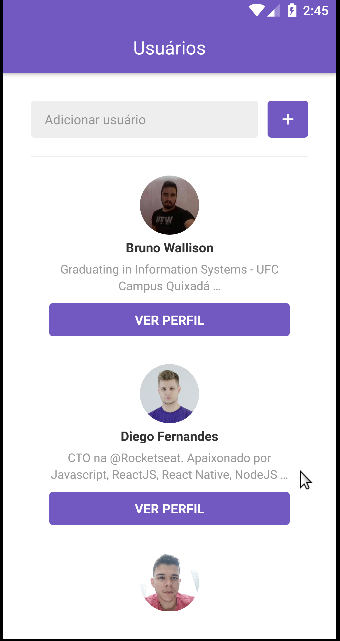 2:45
Usuários
Adicionar usuário
+
Bruno Wallison
Graduating in Information Systems - UFC
Campus Quixadá ...
VER PERFIL
Diego Fernandes
CTO na @Rocketseat. Apaixonado por
Javascript, ReactJS, React Native, NodeJS ...
VER PERFIL